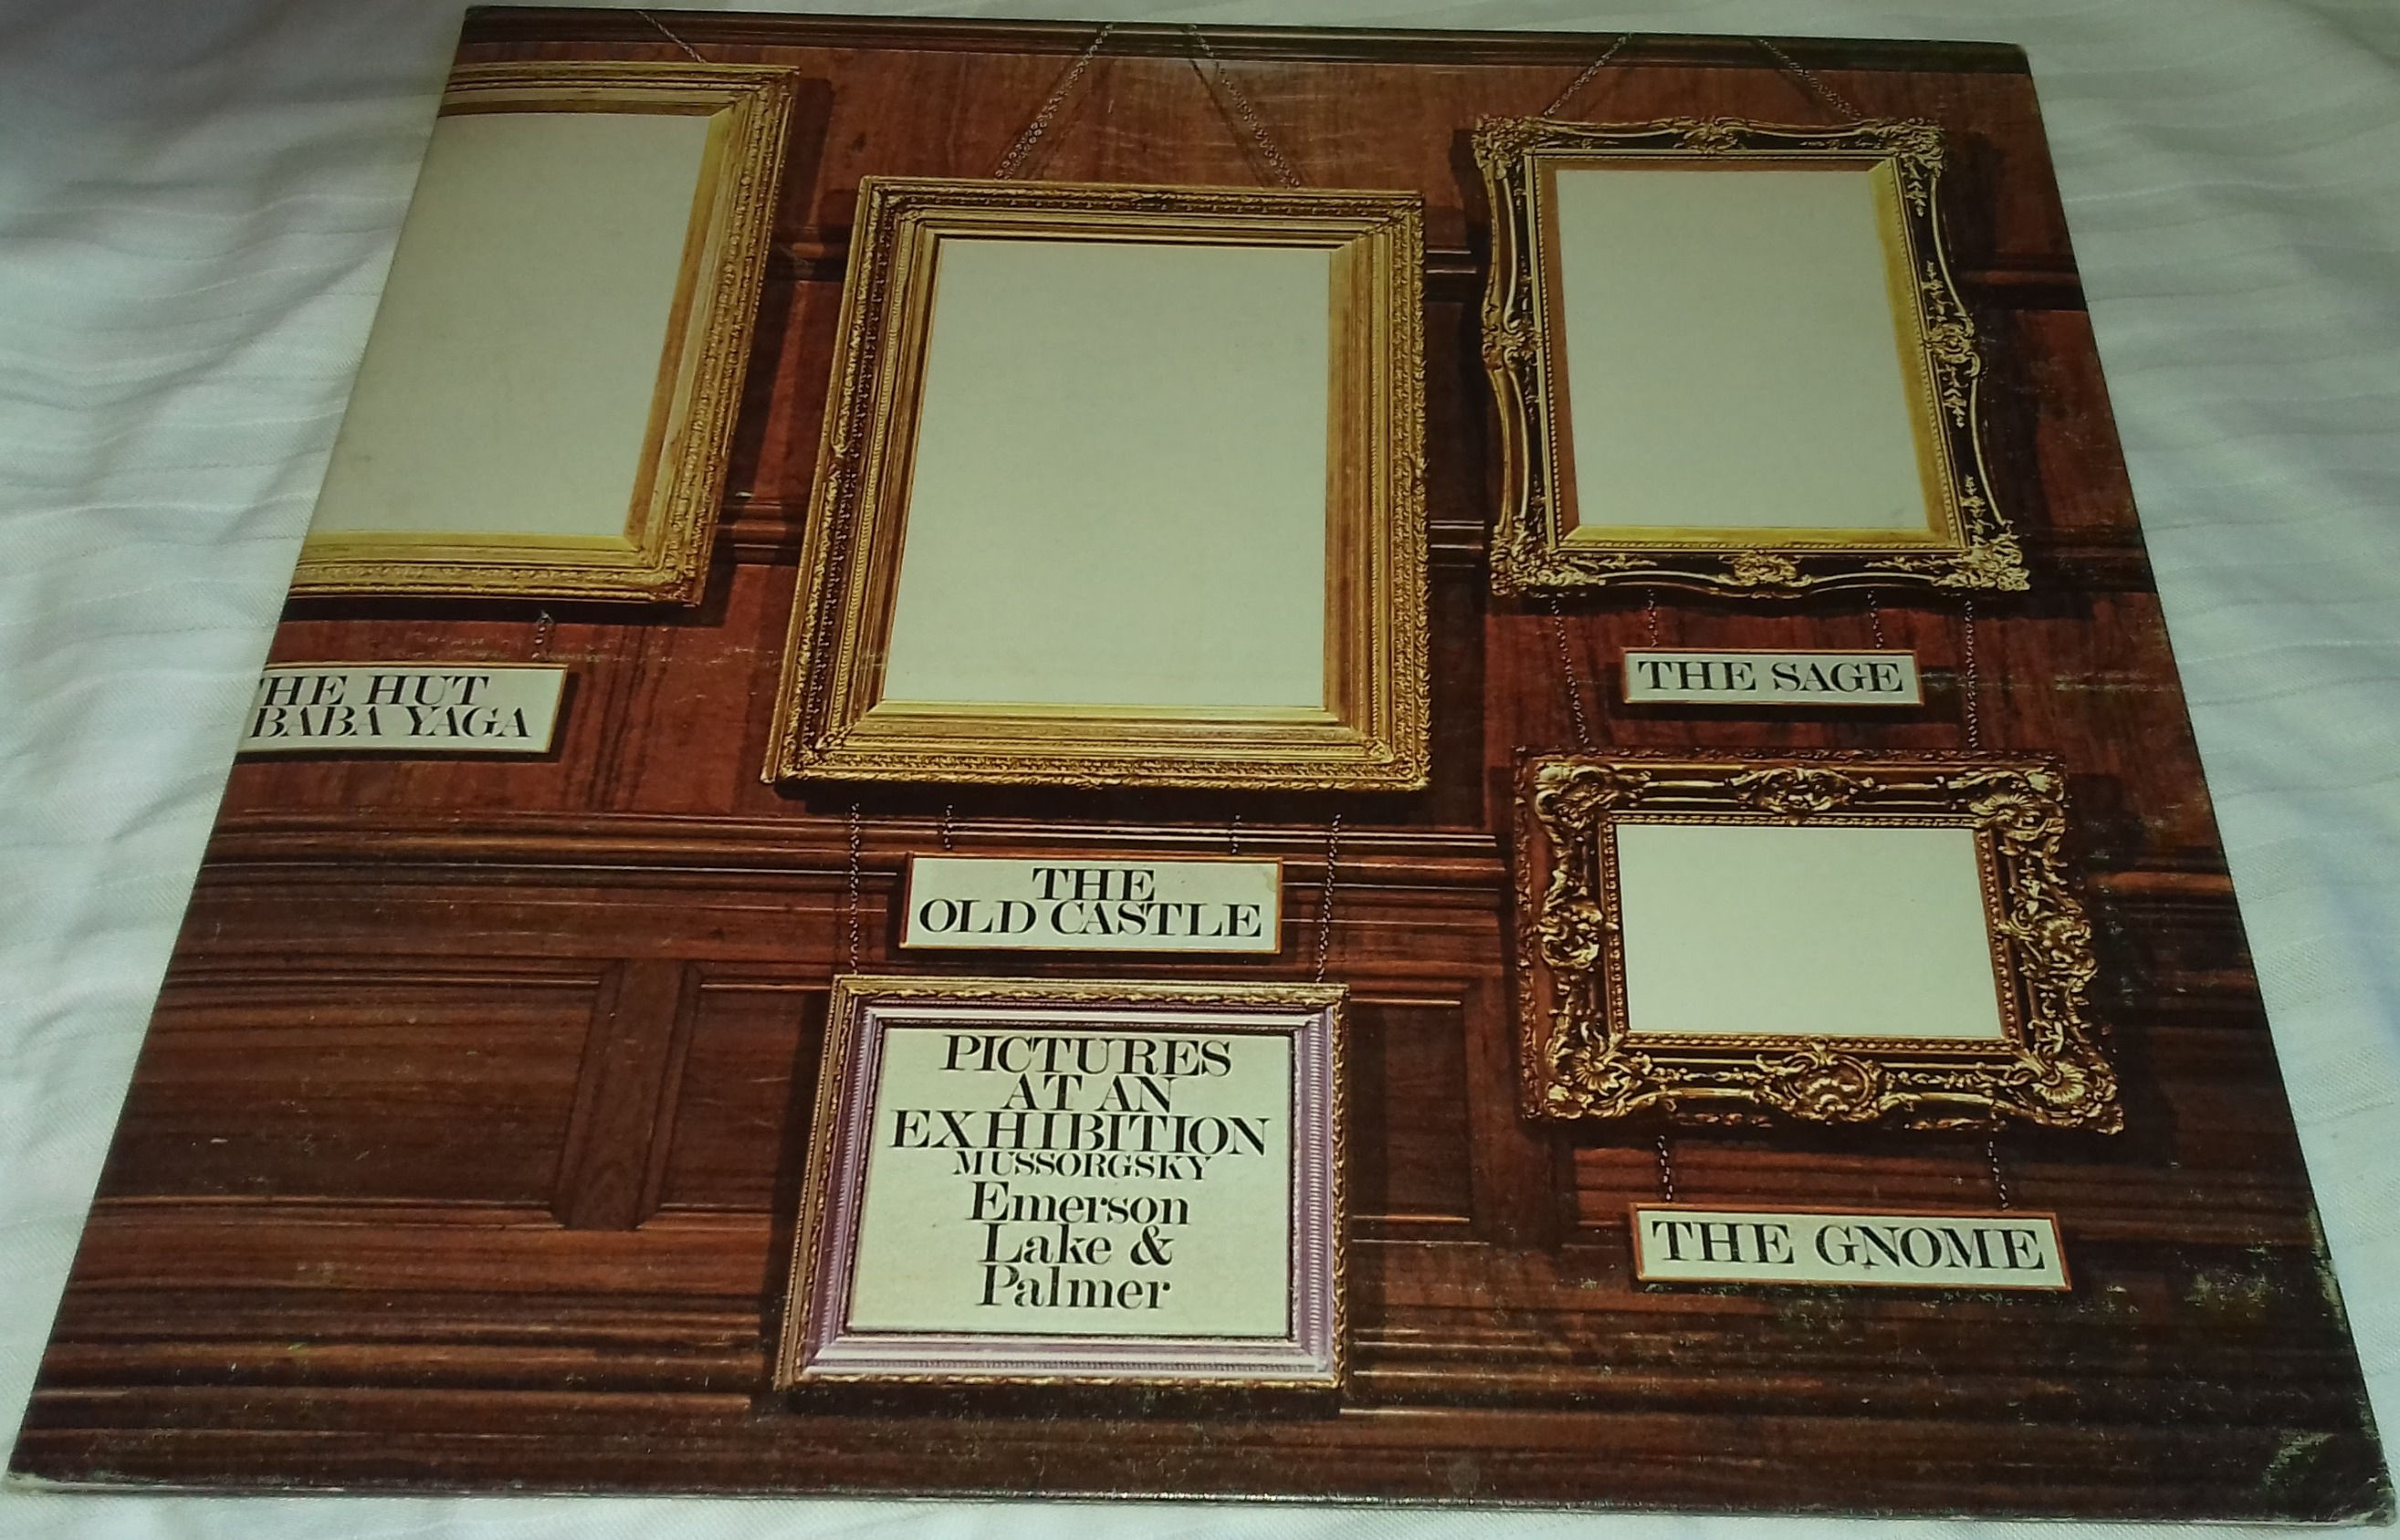 THE SAGE
HE HUT
BABA YAGA
THE
OLD CASTLE
PICTURES
AT AN
EXHIBITION
MUSSORGSKY
Emerson
Lake &
Palmer
THE GNOME